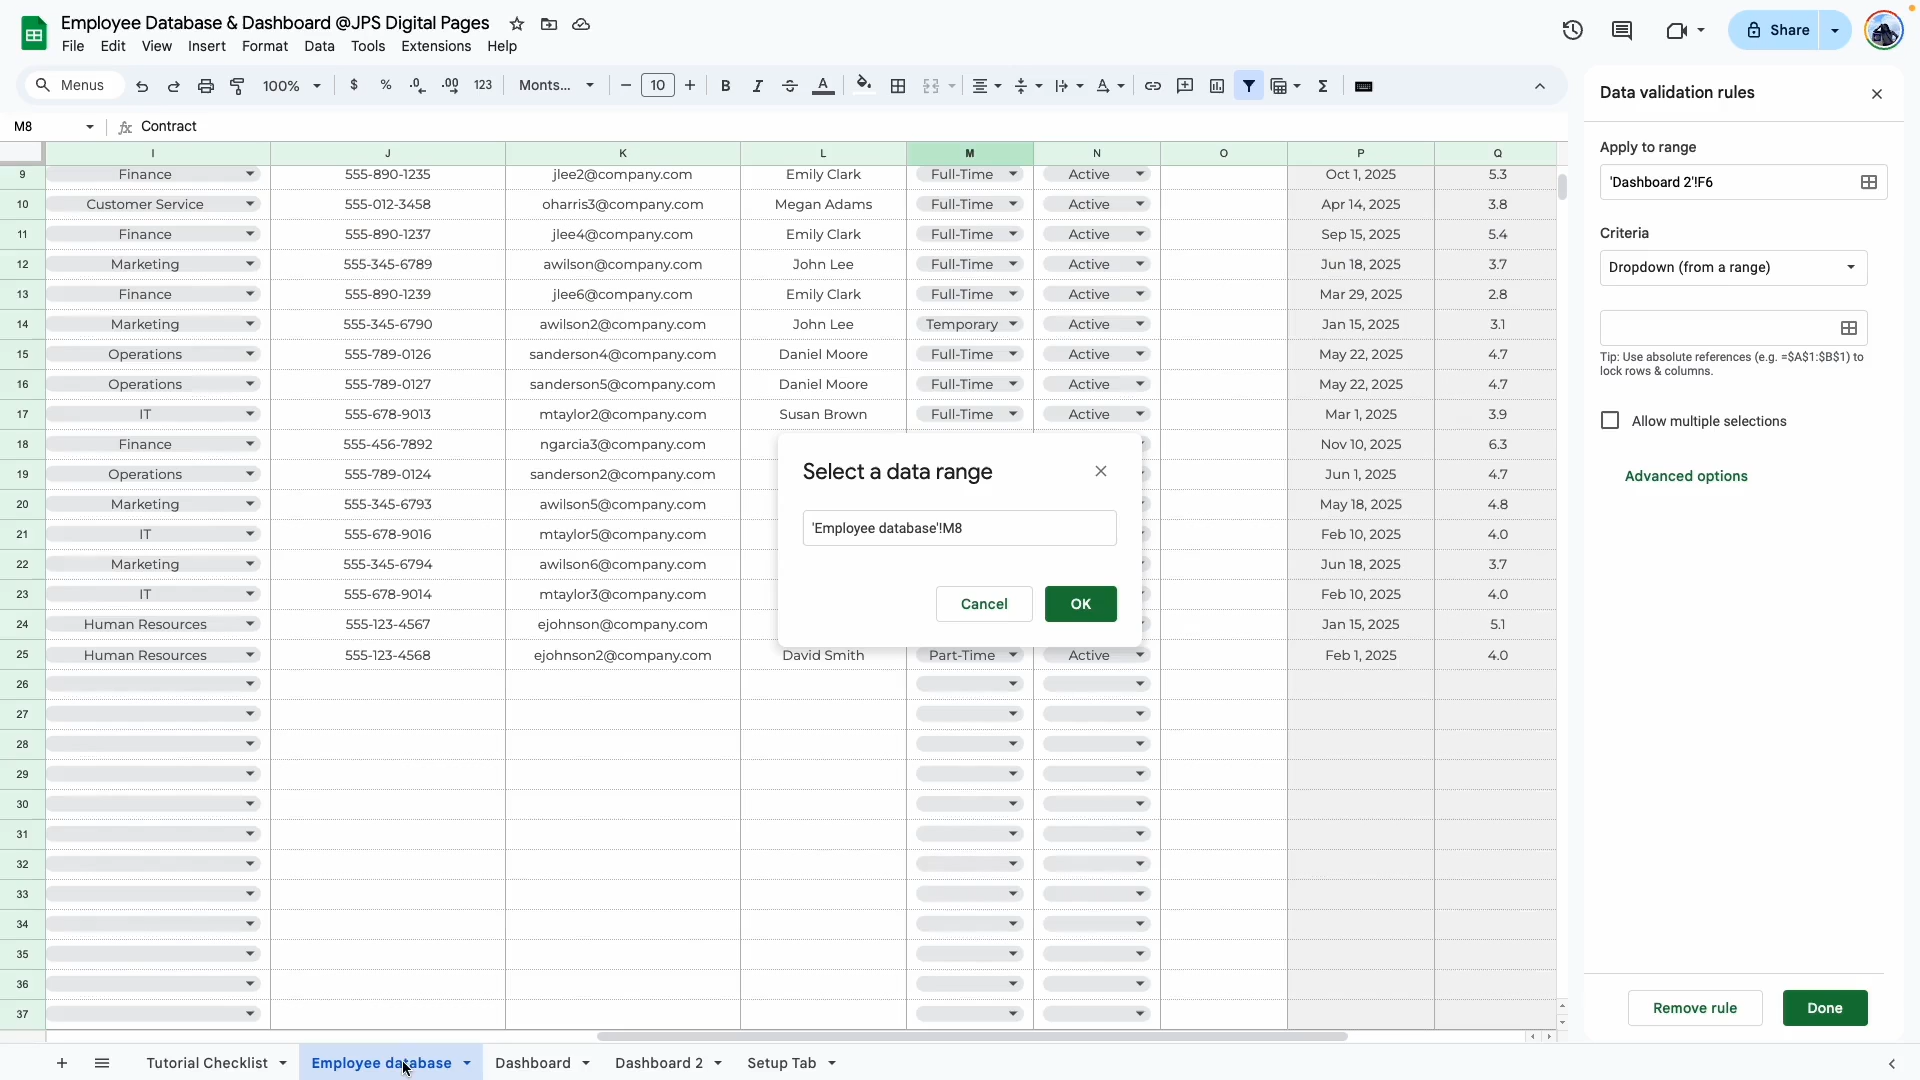 Employee Database & Dashboard @JPS Digital Pages
File Edit View Insert Format Data Tools Extensions Help
Share
Menus 100% $ % .0 .00 123 Monts... 10 B I S A
M8 fx Contract
I J K L M N O P Q
9 Finance 555-890-1235 jlee2@company.com Emily Clark Full-Time Active Oct 1, 2025 5.3
10 Customer Service 555-012-3458 oharris3@company.com Megan Adams Full-Time Active Apr 14, 2025 3.8
11 Finance 555-890-1237 jlee4@company.com Emily Clark Full-Time Active Sep 15, 2025 5.4
12 Marketing 555-345-6789 awilson@company.com John Lee Full-Time Active Jun 18, 2025 3.7
13 Finance 555-890-1239 jlee6@company.com Emily Clark Full-Time Active Mar 29, 2025 2.8
14 Marketing 555-345-6790 awilson2@company.com John Lee Temporary Active Jan 15, 2025 3.1
15 Operations 555-789-0126 sanderson4@company.com Daniel Moore Full-Time Active May 22, 2025 4.7
16 Operations 555-789-0127 sanderson5@company.com Daniel Moore Full-Time Active May 22, 2025 4.7
17 IT 555-678-9013 mtaylor2@company.com Susan Brown Full-Time Active Mar 1, 2025 3.9
18 Finance 555-456-7892 ngarcia3@company.com Nov 10, 2025 6.3
19 Operations 555-789-0124 sanderson2@company.com Jun 1, 2025 4.7
20 Marketing 555-345-6793 awilson5@company.com May 18, 2025 4.8
21 IT 555-678-9016 mtaylor5@company.com Feb 10, 2025 4.0
22 Marketing 555-345-6794 awilson6@company.com Jun 18, 2025 3.7
23 IT 555-678-9014 mtaylor3@company.com Feb 10, 2025 4.0
24 Human Resources 555-123-4567 ejohnson@company.com Jan 15, 2025 5.1
25 Human Resources 555-123-4568 ejohnson2@company.com David Smith Part-Time Active Feb 1, 2025 4.0
26
27
28
29
30
31
32
33
34
35
36
37
Select a data range
'Employee database'!M8
Cancel OK
Data validation rules
Apply to range
'Dashboard 2'!F6
Criteria
Dropdown (from a range)
Tip: Use absolute references (e.g. =$A$1:$B$1) to
lock rows & columns.
Allow multiple selections
Advanced options
Remove rule Done
Tutorial Checklist Employee database Dashboard Dashboard 2 Setup Tab